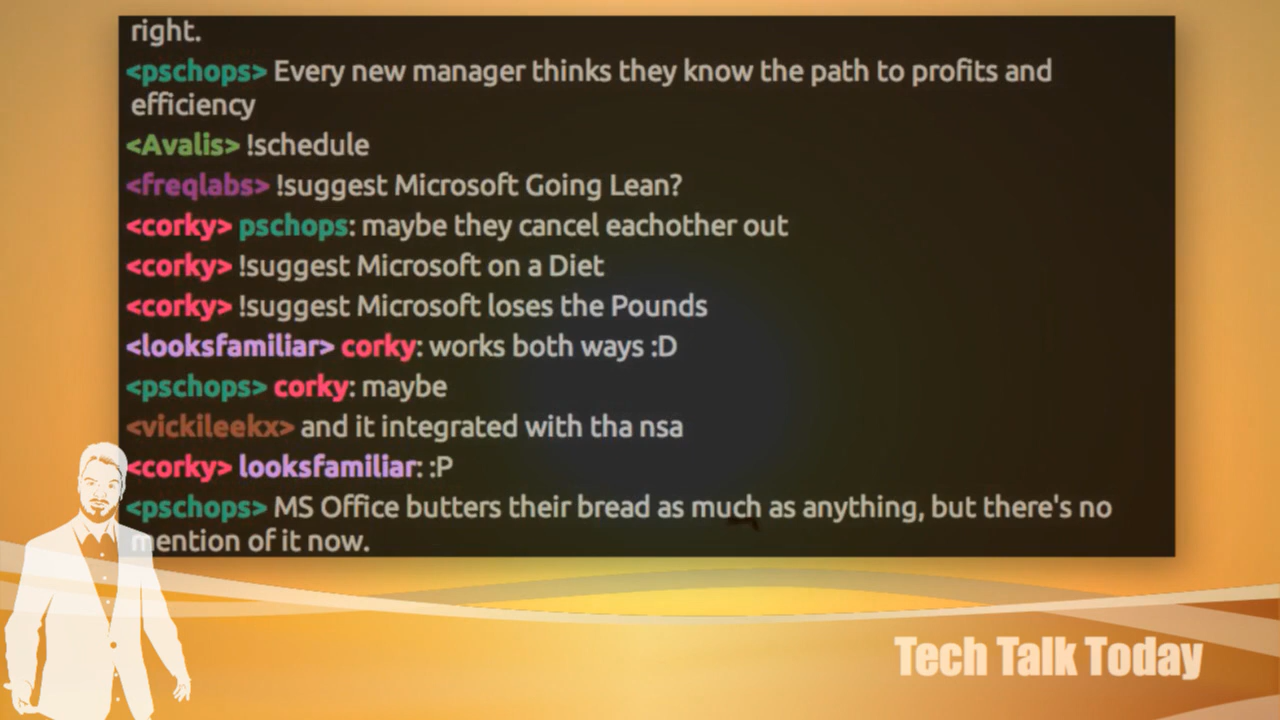 right.
<pschops> Every new manager thinks they know the path to profits and
efficiency
<Avalis> !schedule
<freqlabs> !suggest Microsoft Going Lean?
<corky> pschops: maybe they cancel eachother out
<corky> !suggest Microsoft on a Diet
<corky> !suggest Microsoft loses the Pounds
<looksfamiliar> corky: works both ways :D
<pschops> corky: maybe
<vickileekx> and it integrated with tha nsa
<corky> looksfamiliar: :P
<pschops> MS Office butters their bread as much as anything, but there's no
mention of it now.
Tech Talk Today